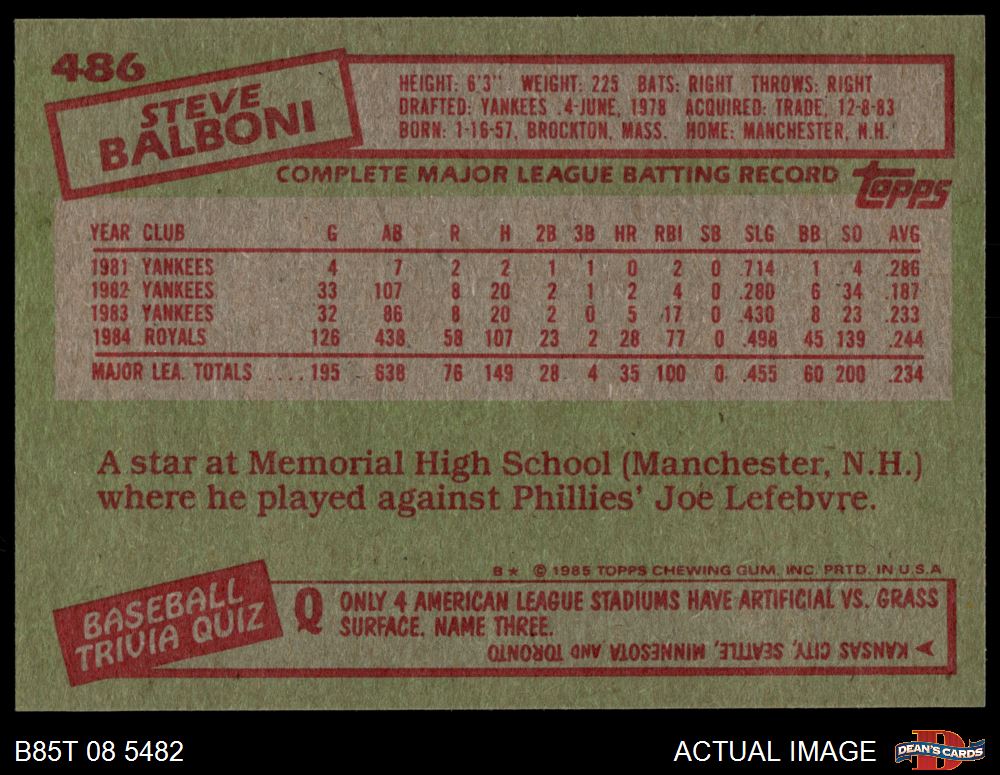 486
STEVE
BALBONI
HEIGHT: 6'3" WEIGHT: 225 BATS: RIGHT THROWS: RIGHT
DRAFTED: YANKEES .4-JUNE, 1978 ACQUIRED: TRADE, 12-8-83
BORN: 1-16-57, BROCKTON, MASS. HOME: MANCHESTER, N.H.
COMPLETE MAJOR LEAGUE BATTING RECORD topps
YEAR CLUB G AB R H 2B 3B HR RBI SB SLG BB SO AVG
1981 YANKEES 4 7 2 2 1 1 0 2 0 .714 1 4 .286
1982 YANKEES 33 107 8 20 2 1 2 4 0 .280 6 34 .187
1983 YANKEES 32 86 8 20 2 0 5 17 0 .430 8 23 .233
1984 ROYALS 126 438 58 107 23 2 28 77 0 .498 45 139 .244
MAJOR LEA. TOTALS .... 195 638 76 149 28 4 35 100 0 .455 60 200 .234
A star at Memorial High School (Manchester, N.H.)
where he played against Phillies' Joe Lefebvre.
B★ © 1985 TOPPS CHEWING GUM, INC. PRTD. IN U.S.A
BASEBALL
TRIVIA QUIZ
Q ONLY 4 AMERICAN LEAGUE STADIUMS HAVE ARTIFICIAL VS. GRASS
SURFACE. NAME THREE.
KANSAS CITY, SEATTLE, MINNESOTA AND TORONTO
B85T 08 5482
ACTUAL IMAGE
D
DEAN'S CARDS